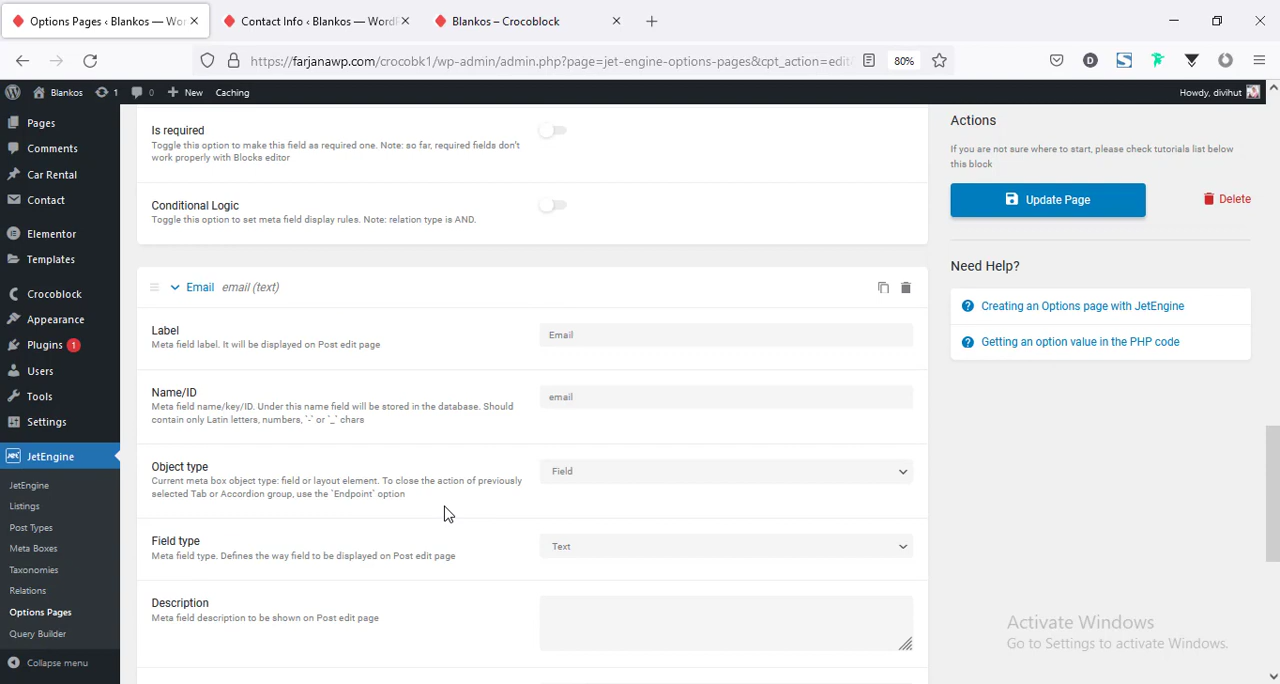 Options Pages ‹ Blankos — Wor
Contact Info ‹ Blankos — WordP
Blankos – Crocoblock
https://farjanawp.com/crocobk1/wp-admin/admin.php?page=jet-engine-options-pages&cpt_action=edit
80%
Blankos
1
0
New
Caching
Howdy, divihut
Pages
Comments
Car Rental
Contact
Elementor
Templates
Crocoblock
Appearance
Plugins 1
Users
Tools
Settings
JetEngine
JetEngine
Listings
Post Types
Meta Boxes
Taxonomies
Relations
Options Pages
Query Builder
Collapse menu
Is required
Toggle this option to make this field as required one. Note: so far, required fields don't
work properly with Blocks editor
Conditional Logic
Toggle this option to set meta field display rules. Note: relation type is AND.
Email email (text)
Label
Meta field label. It will be displayed on Post edit page
Email
Name/ID
Meta field name/key/ID. Under this name field will be stored in the database. Should
contain only Latin letters, numbers, `-` or `_` chars
email
Object type
Current meta box object type: field or layout element. To close the action of previously
selected Tab or Accordion group, use the `Endpoint` option
Field
Field type
Meta field type. Defines the way field to be displayed on Post edit page
Text
Description
Meta field description to be shown on Post edit page
Actions
If you are not sure where to start, please check tutorials list below
this block
Update Page
Delete
Need Help?
Creating an Options page with JetEngine
Getting an option value in the PHP code
Activate Windows
Go to Settings to activate Windows.